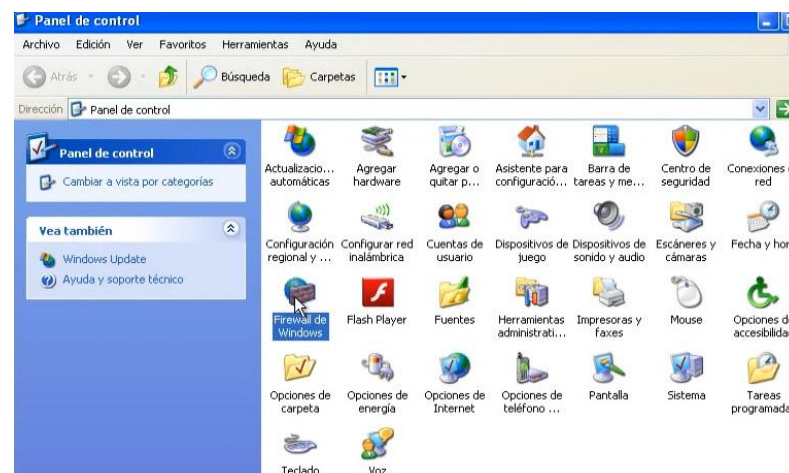 Panel de control
Archivo Edición Ver Favoritos Herramientas Ayuda
Atrás Búsqueda Carpetas
Dirección Panel de control
Panel de control
Cambiar a vista por categorías
Vea también
Windows Update
Ayuda y soporte técnico
Actualizacio... automáticas
Agregar hardware
Agregar o quitar p...
Asistente para configuració...
Barra de tareas y me...
Centro de seguridad
Conexiones red
Configuración regional y ...
Configurar red inalámbrica
Cuentas de usuario
Dispositivos de juego
Dispositivos de sonido y audio
Escáneres y cámaras
Fecha y hor
Firewall de Windows
Flash Player
Fuentes
Herramientas administrati...
Impresoras y faxes
Mouse
Opciones d accesibilida
Opciones de carpeta
Opciones de energía
Opciones de Internet
Opciones de teléfono ...
Pantalla
Sistema
Tareas programada
Teclado
Voz